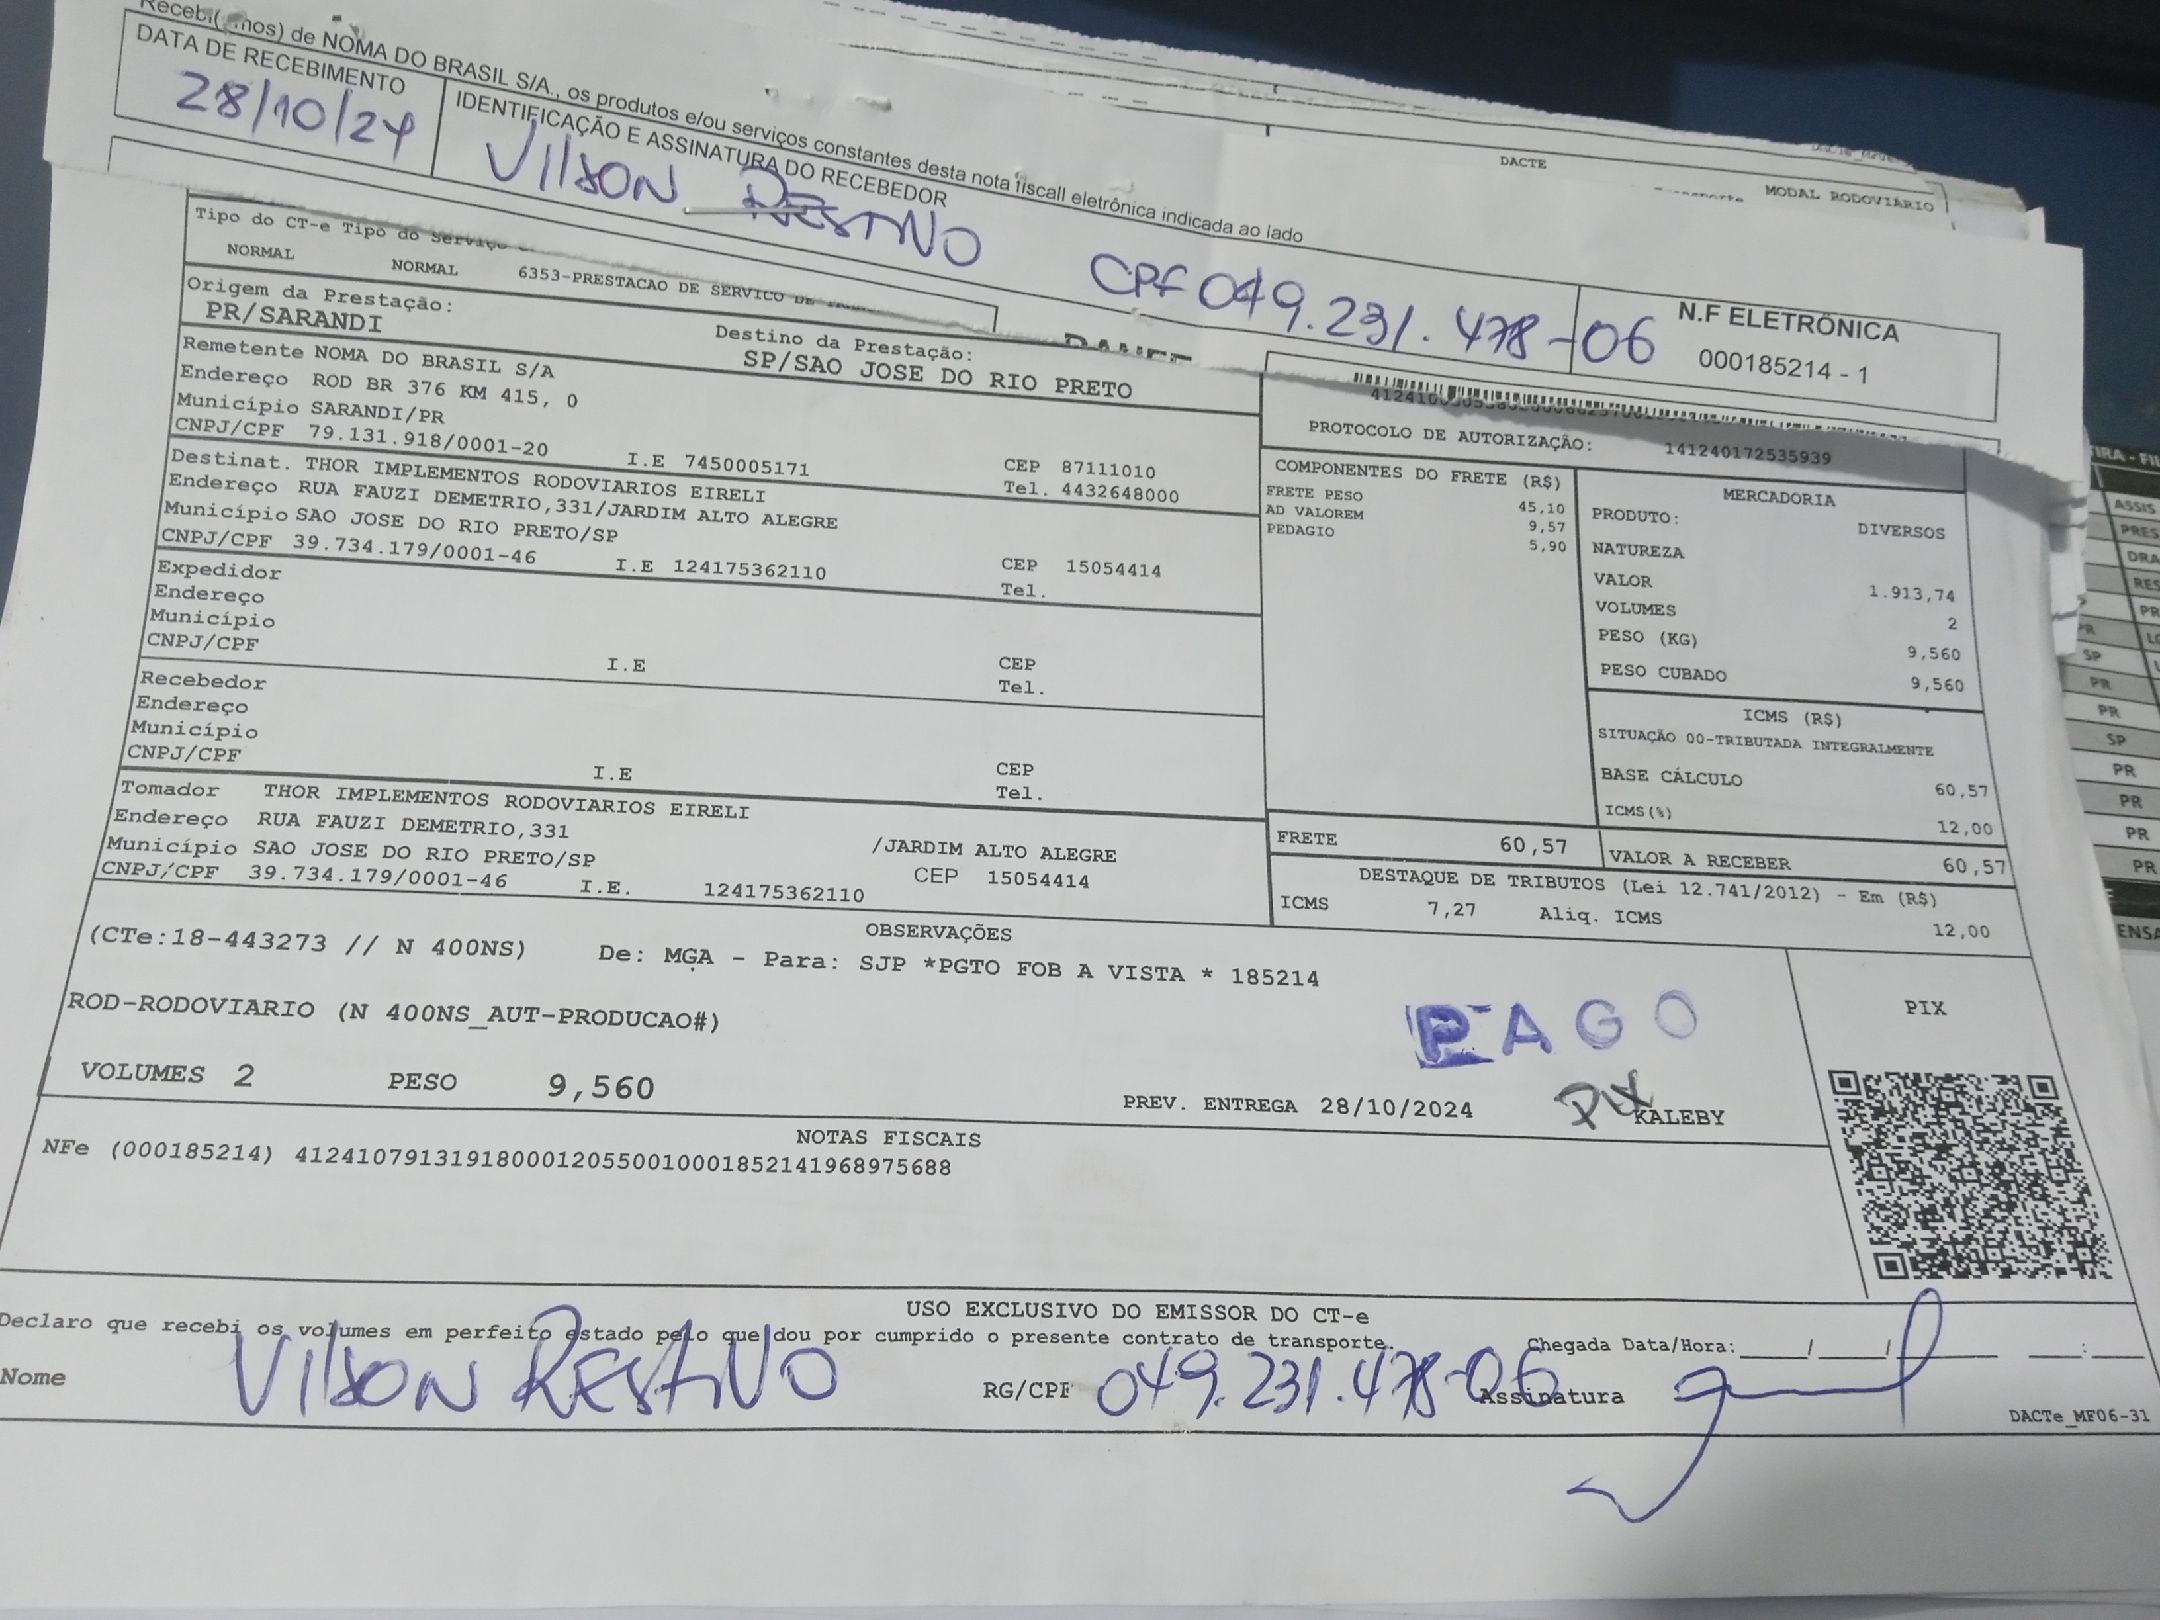 Recebi( mos) de NOMA DO BRASIL S/A., os produtos e/ou serviços constantes desta nota fiscall eletrônica indicada ao lado
DATA DE RECEBIMENTO
28/10/24
IDENTIFICAÇÃO E ASSINATURA DO RECEBEDOR
Vilson Restivo CPF 049.231.478-06
N.F ELETRÔNICA
000185214 - 1
DACTE
MODAL RODOVIÁRIO
Tipo do CT-e Tipo do Serviço
NORMAL NORMAL 6353-PRESTACAO DE SERVICO DE
Origem da Prestação:
PR/SARANDI
Destino da Prestação:
SP/SAO JOSE DO RIO PRETO
Remetente NOMA DO BRASIL S/A
Endereço ROD BR 376 KM 415, 0
Município SARANDI/PR
CNPJ/CPF 79.131.918/0001-20 I.E 7450005171 CEP 87111010
Tel. 4432648000
Destinat. THOR IMPLEMENTOS RODOVIARIOS EIRELI
Endereço RUA FAUZI DEMETRIO,331/JARDIM ALTO ALEGRE
Município SAO JOSE DO RIO PRETO/SP
CNPJ/CPF 39.734.179/0001-46 I.E 124175362110 CEP 15054414
Tel.
Expedidor
Endereço
Município
CNPJ/CPF I.E CEP
Tel.
Recebedor
Endereço
Município
CNPJ/CPF I.E CEP
Tel.
Tomador THOR IMPLEMENTOS RODOVIARIOS EIRELI
Endereço RUA FAUZI DEMETRIO,331 /JARDIM ALTO ALEGRE
Município SAO JOSE DO RIO PRETO/SP CEP 15054414
CNPJ/CPF 39.734.179/0001-46 I.E. 124175362110
PROTOCOLO DE AUTORIZAÇÃO: 141240172535939
COMPONENTES DO FRETE (R$)
FRETE PESO 45,10
AD VALOREM 9,57
PEDAGIO 5,90
MERCADORIA
PRODUTO: DIVERSOS
NATUREZA
VALOR 1.913,74
VOLUMES 2
PESO (KG) 9,560
PESO CUBADO 9,560
ICMS (R$)
SITUAÇÃO 00-TRIBUTADA INTEGRALMENTE
BASE CÁLCULO 60,57
ICMS(%) 12,00
FRETE 60,57 VALOR A RECEBER 60,57
DESTAQUE DE TRIBUTOS (Lei 12.741/2012) - Em (R$)
ICMS 7,27 Aliq. ICMS 12,00
OBSERVAÇÕES
(CTe:18-443273 // N 400NS) De: MGA - Para: SJP *PGTO FOB A VISTA * 185214
ROD-RODOVIARIO (N 400NS_AUT-PRODUCAO#)
PAGO
PIX
PIX
VOLUMES 2 PESO 9,560 PREV. ENTREGA 28/10/2024 KALEBY
NOTAS FISCAIS
NFe (000185214) 41241079131918000120550010001852141968975688
USO EXCLUSIVO DO EMISSOR DO CT-e
Declaro que recebi os volumes em perfeito estado pelo que dou por cumprido o presente contrato de transporte. Chegada Data/Hora:____/____/______ ___:___
Nome Vilson Restivo RG/CPF 049.231.478-06 Assinatura
DACTe_MF06-31